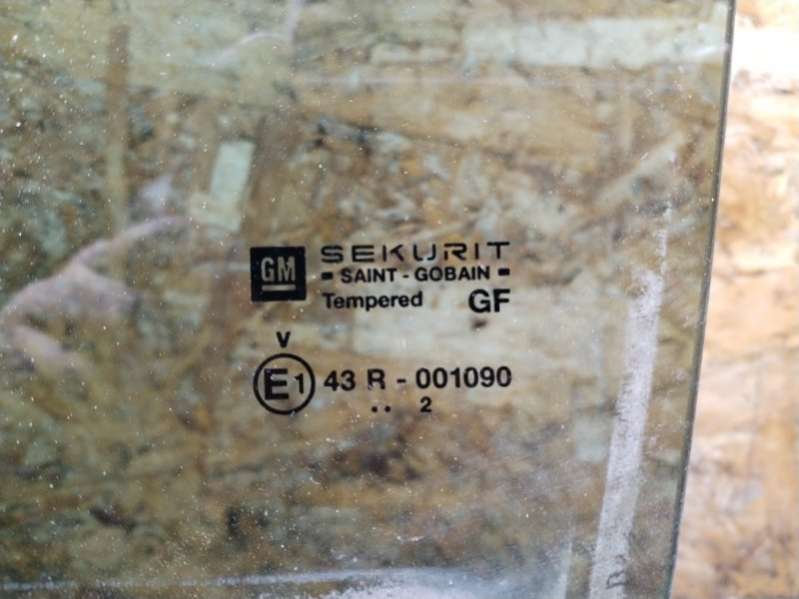 GM SEKURIT
- SAINT - GOBAIN -
Tempered GF
V
E1 43 R - 001090
.. 2